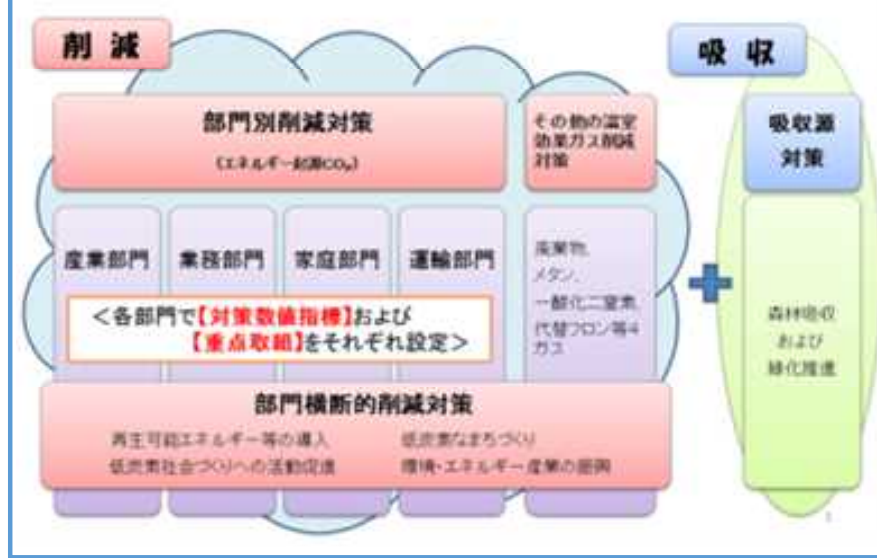 削 減
吸 収
部門別削減対策
(エネルギー起源CO₂)
その他の温室
効果ガス削減
対策
吸収源
対策
産業部門
業務部門
家庭部門
運輸部門
廃棄物、
メタン、
一酸化二窒素、
代替フロン等4
ガス
<各部門で【対策数値指標】および
【重点取組】をそれぞれ設定>
森林吸収
および
緑化推進
部門横断的削減対策
再生可能エネルギー等の導入
低炭素なまちづくり
低炭素社会づくりへの活動促進
環境・エネルギー産業の振興